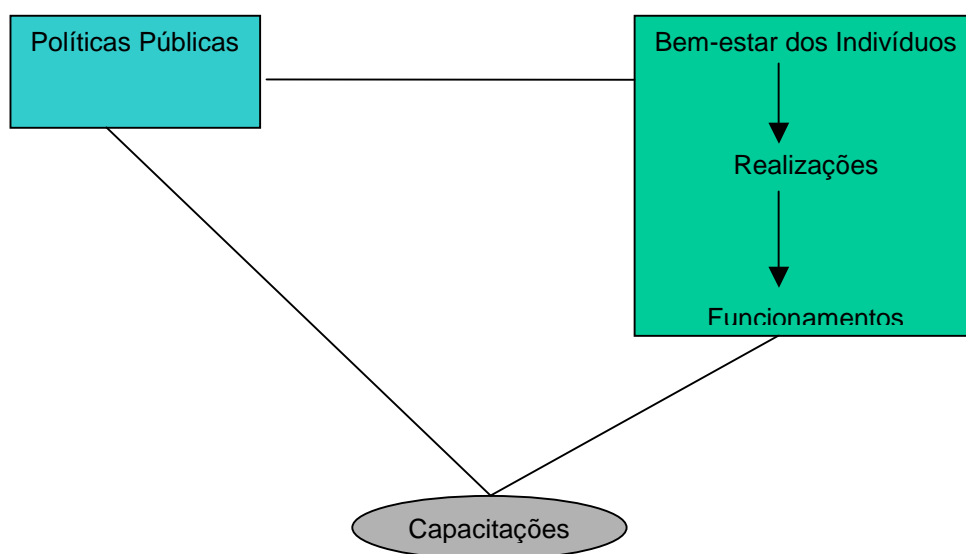 Políticas Públicas
Bem-estar dos Indivíduos
Realizações
Funcionamentos
Capacitações